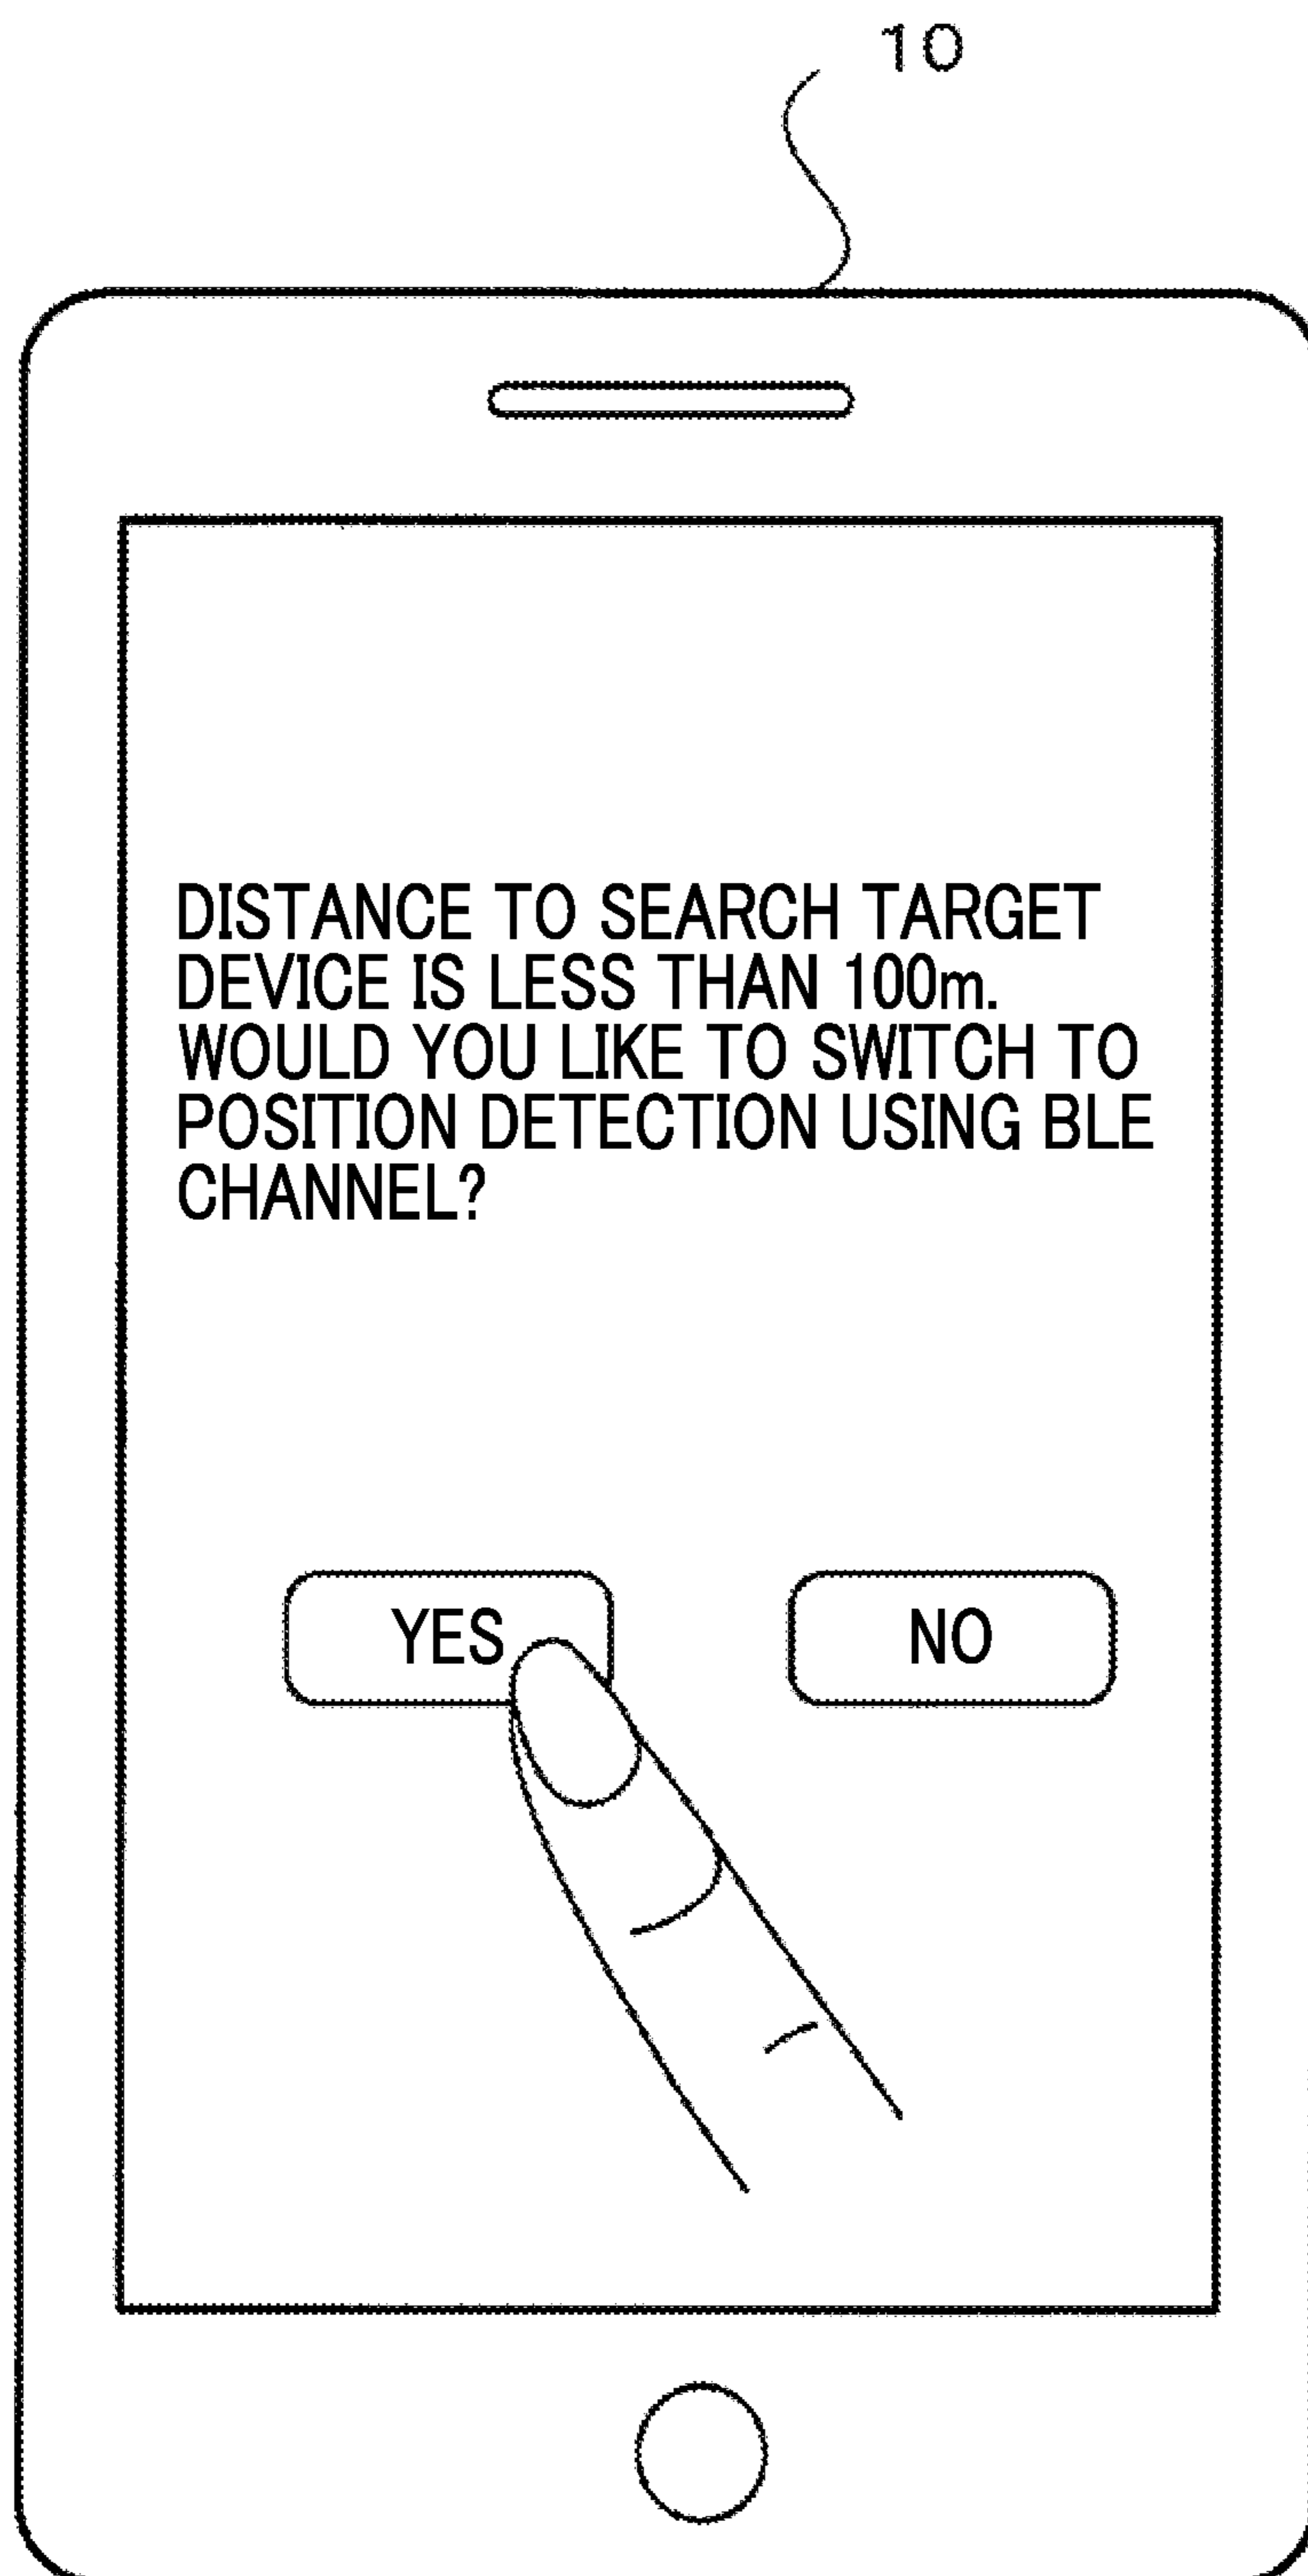 10
DISTANCE TO SEARCH TARGET
DEVICE IS LESS THAN 100m.
WOULD YOU LIKE TO SWITCH TO
POSITION DETECTION USING BLE
CHANNEL?
YES
NO